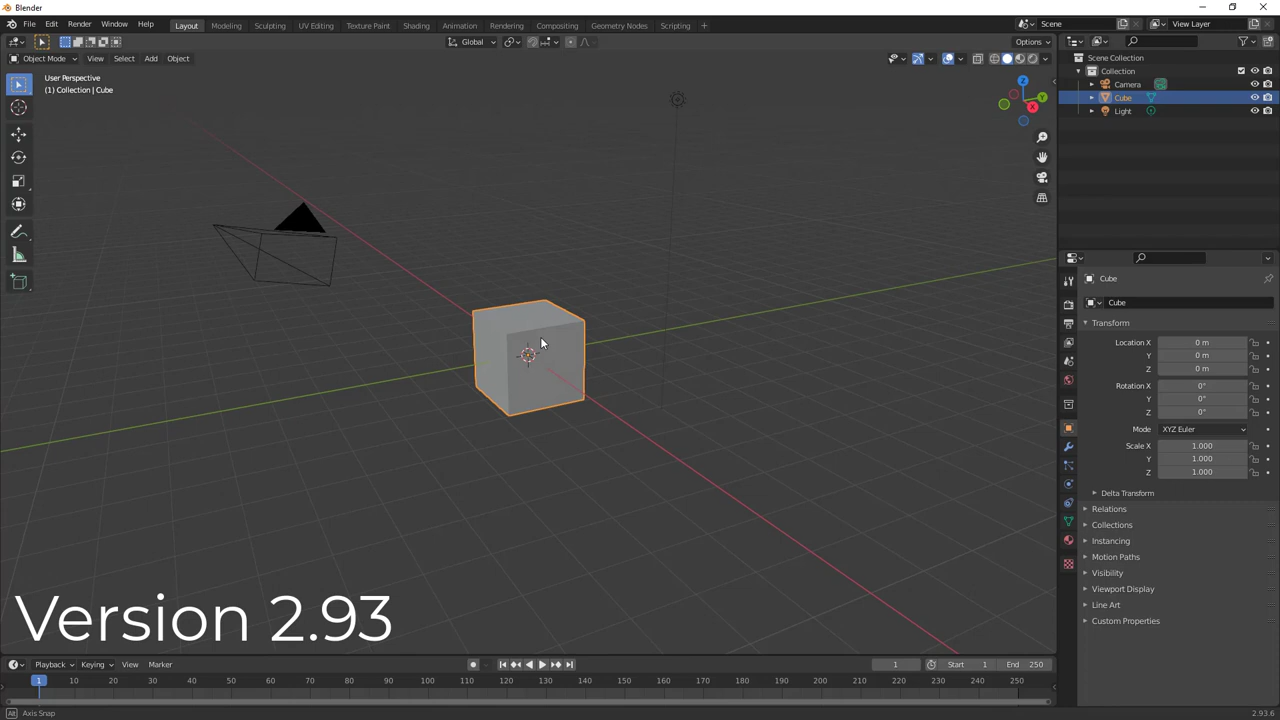 Blender
File Edit Render Window Help Layout Modeling Sculpting UV Editing Texture Paint Shading Animation Rendering Compositing Geometry Nodes Scripting + Scene View Layer
Global Options
Object Mode View Select Add Object
User Perspective
(1) Collection | Cube
Z
Y
X
Scene Collection
Collection
Camera
Cube
Light
Cube
Cube
Transform
Location X 0 m
Y 0 m
Z 0 m
Rotation X 0°
Y 0°
Z 0°
Mode XYZ Euler
Scale X 1.000
Y 1.000
Z 1.000
Delta Transform
Relations
Collections
Instancing
Motion Paths
Visibility
Viewport Display
Line Art
Custom Properties
Version 2.93
Playback Keying View Marker 1 Start 1 End 250
1 10 20 30 40 50 60 70 80 90 100 110 120 130 140 150 160 170 180 190 200 210 220 230 240 250
Alt Axis Snap 2.93.6